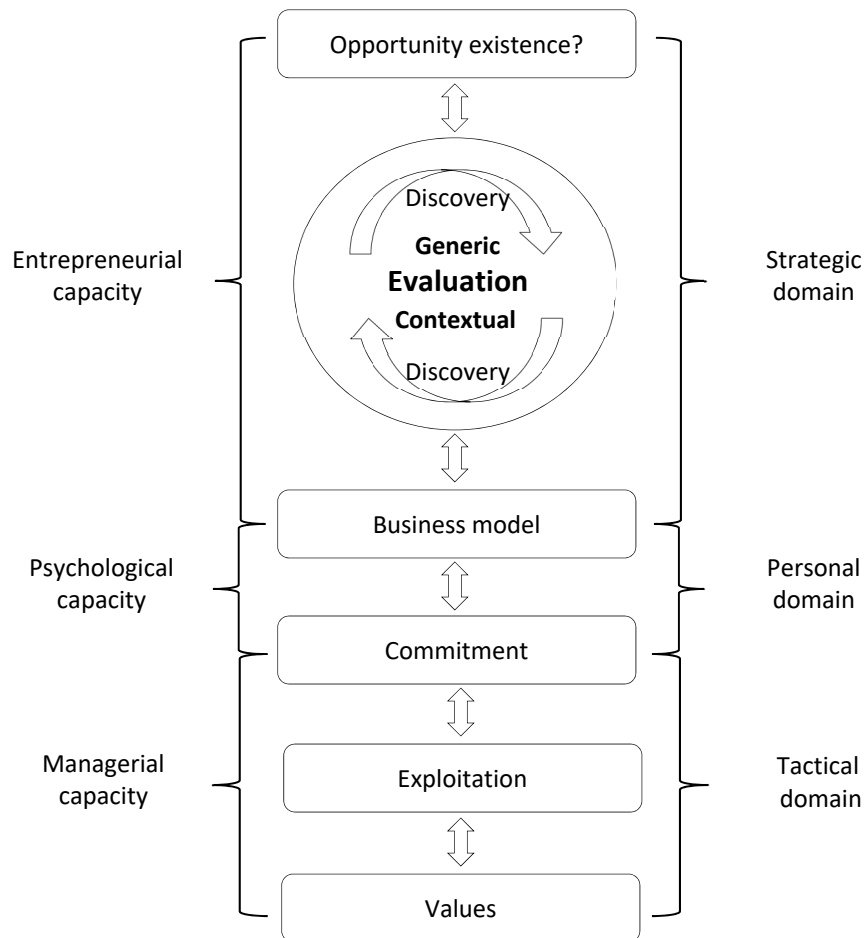 Opportunity existence?
Discovery
Generic
Evaluation
Contextual
Discovery
Entrepreneurial
capacity
Strategic
domain
Business model
Psychological
capacity
Personal
domain
Commitment
Managerial
capacity
Exploitation
Tactical
domain
Values